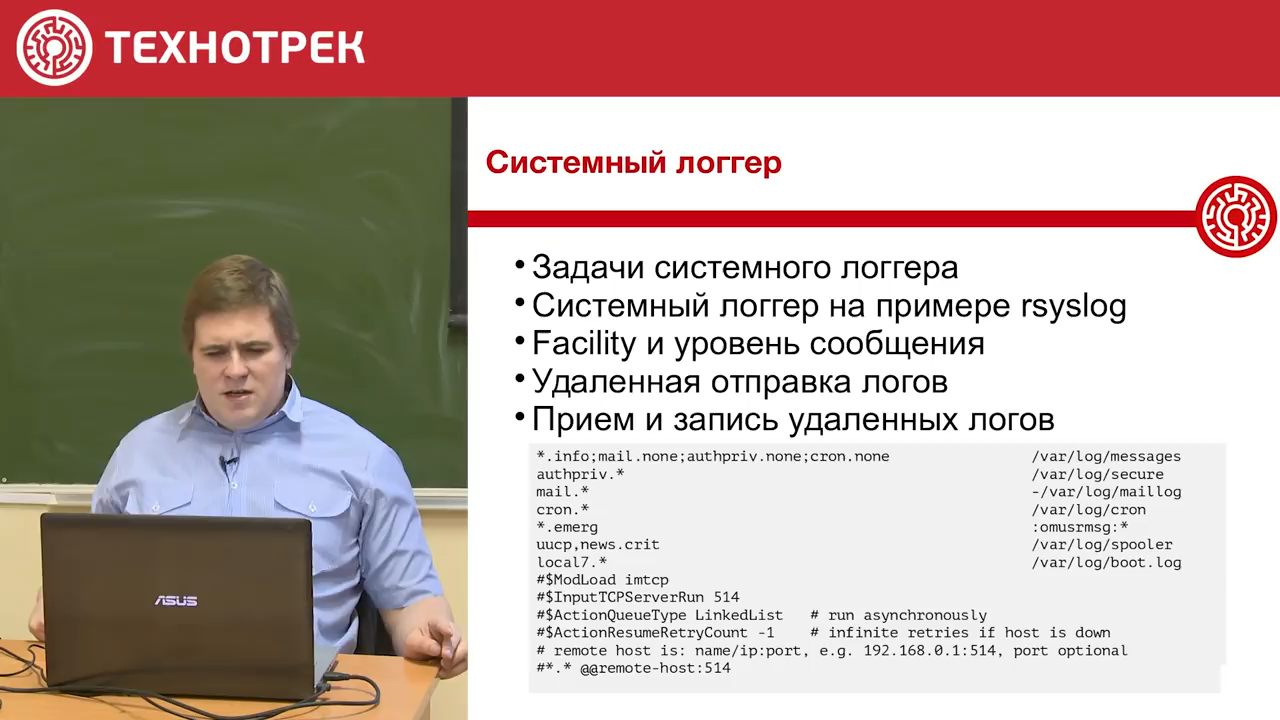 ТЕХНОТРЕК
Системный логгер
• Задачи системного логгера
• Системный логгер на примере rsyslog
• Facility и уровень сообщения
• Удаленная отправка логов
• Прием и запись удаленных логов
*.info;mail.none;authpriv.none;cron.none /var/log/messages
authpriv.* /var/log/secure
mail.* -/var/log/maillog
cron.* /var/log/cron
*.emerg :omusrmsg:*
uucp,news.crit /var/log/spooler
local7.* /var/log/boot.log
#$ModLoad imtcp
#$InputTCPServerRun 514
#$ActionQueueType LinkedList # run asynchronously
#$ActionResumeRetryCount -1 # infinite retries if host is down
# remote host is: name/ip:port, e.g. 192.168.0.1:514, port optional
#*.* @@remote-host:514
ASUS